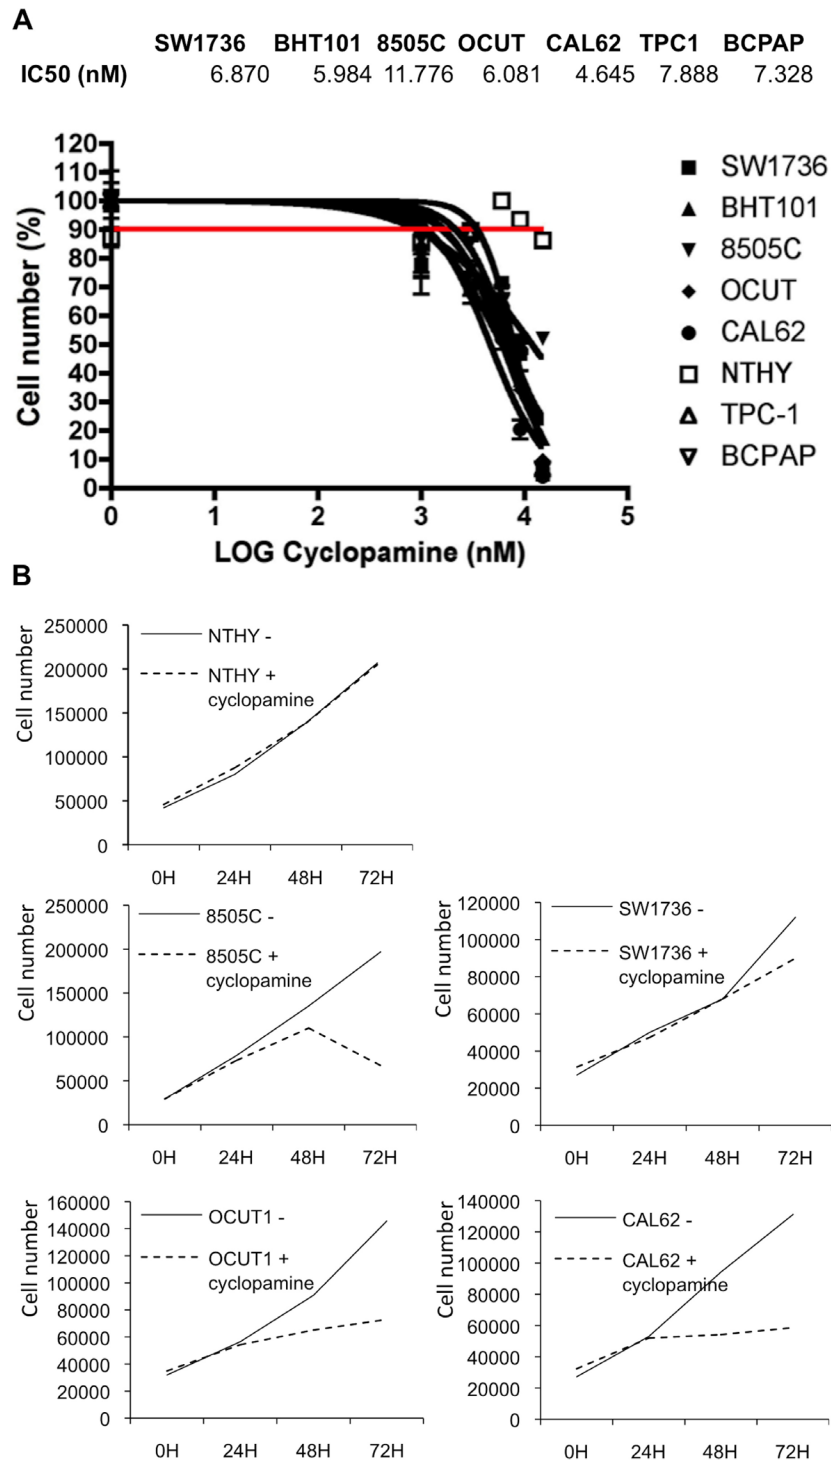 A
SW1736 BHT101 8505C OCUT CAL62 TPC1 BCPAP
IC50 (nM) 6.870 5.984 11.776 6.081 4.645 7.888 7.328
120
110
100
90
80
70
60
50
40
30
20
10
0
Cell number (%)
0 1 2 3 4 5
LOG Cyclopamine (nM)
SW1736
BHT101
8505C
OCUT
CAL62
NTHY
TPC-1
BCPAP
B
Cell number
250000
200000
150000
100000
50000
0
NTHY -
NTHY +
cyclopamine
0H 24H 48H 72H
Cell number
250000
200000
150000
100000
50000
0
8505C -
8505C +
cyclopamine
0H 24H 48H 72H
Cell number
120000
100000
80000
60000
40000
20000
0
SW1736 -
SW1736 +
cyclopamine
0H 24H 48H 72H
Cell number
160000
140000
120000
100000
80000
60000
40000
20000
0
OCUT1 -
OCUT1 +
cyclopamine
0H 24H 48H 72H
Cell number
140000
120000
100000
80000
60000
40000
20000
0
CAL62 -
CAL62 +
cyclopamine
0H 24H 48H 72H